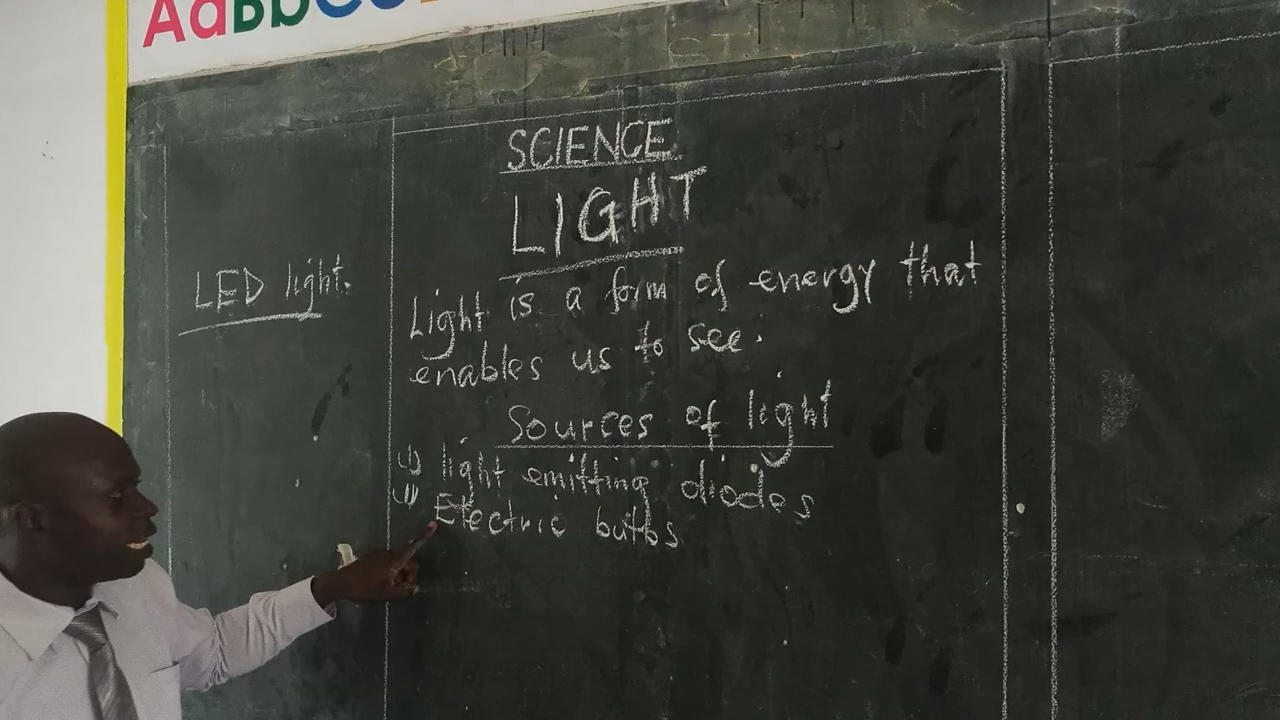 AaBbCc
LED light.
SCIENCE
LIGHT
Light is a form of energy that
enables us to see.
Sources of light
i) light emitting diodes
ii) Electric bulbs